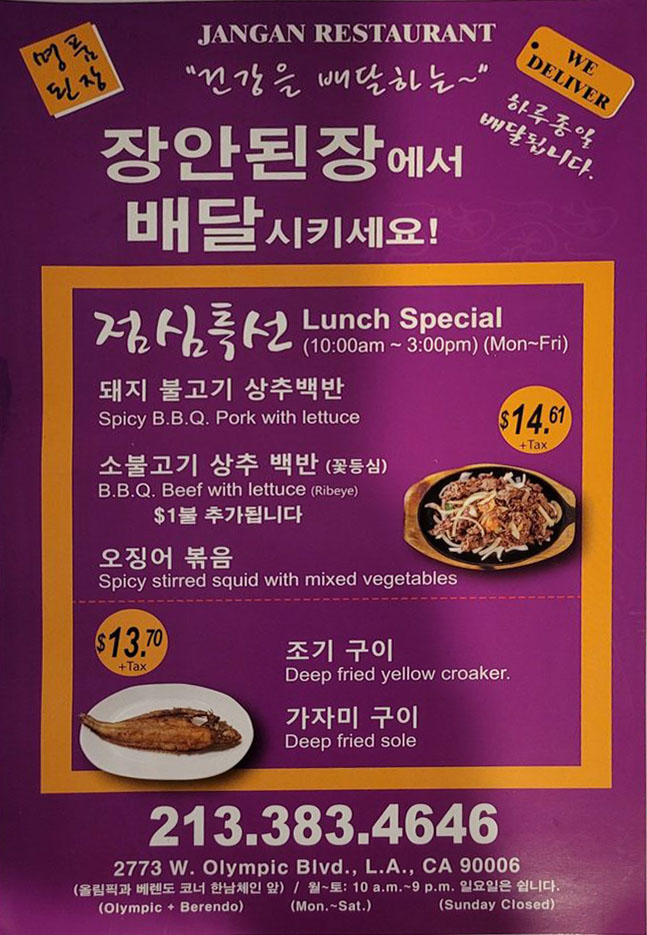 명품
된장
JANGAN RESTAURANT
"건강을 배달하는~"
WE
DELIVER
하루종일
배달됩니다.
장안된장에서
배달시키세요!
점심특선 Lunch Special
(10:00am ~ 3:00pm) (Mon~Fri)
돼지 불고기 상추백반
Spicy B.B.Q. Pork with lettuce
$14.61
+Tax
소불고기 상추 백반 (꽃등심)
B.B.Q. Beef with lettuce (Ribeye)
$1불 추가됩니다
오징어 볶음
Spicy stirred squid with mixed vegetables
$13.70
+Tax
조기 구이
Deep fried yellow croaker.
가자미 구이
Deep fried sole
213.383.4646
2773 W. Olympic Blvd., L.A., CA 90006
(올림픽과 베렌도 코너 한남체인 앞) / 월~토: 10 a.m.~9 p.m. 일요일은 쉽니다.
(Olympic + Berendo) (Mon.~Sat.) (Sunday Closed)